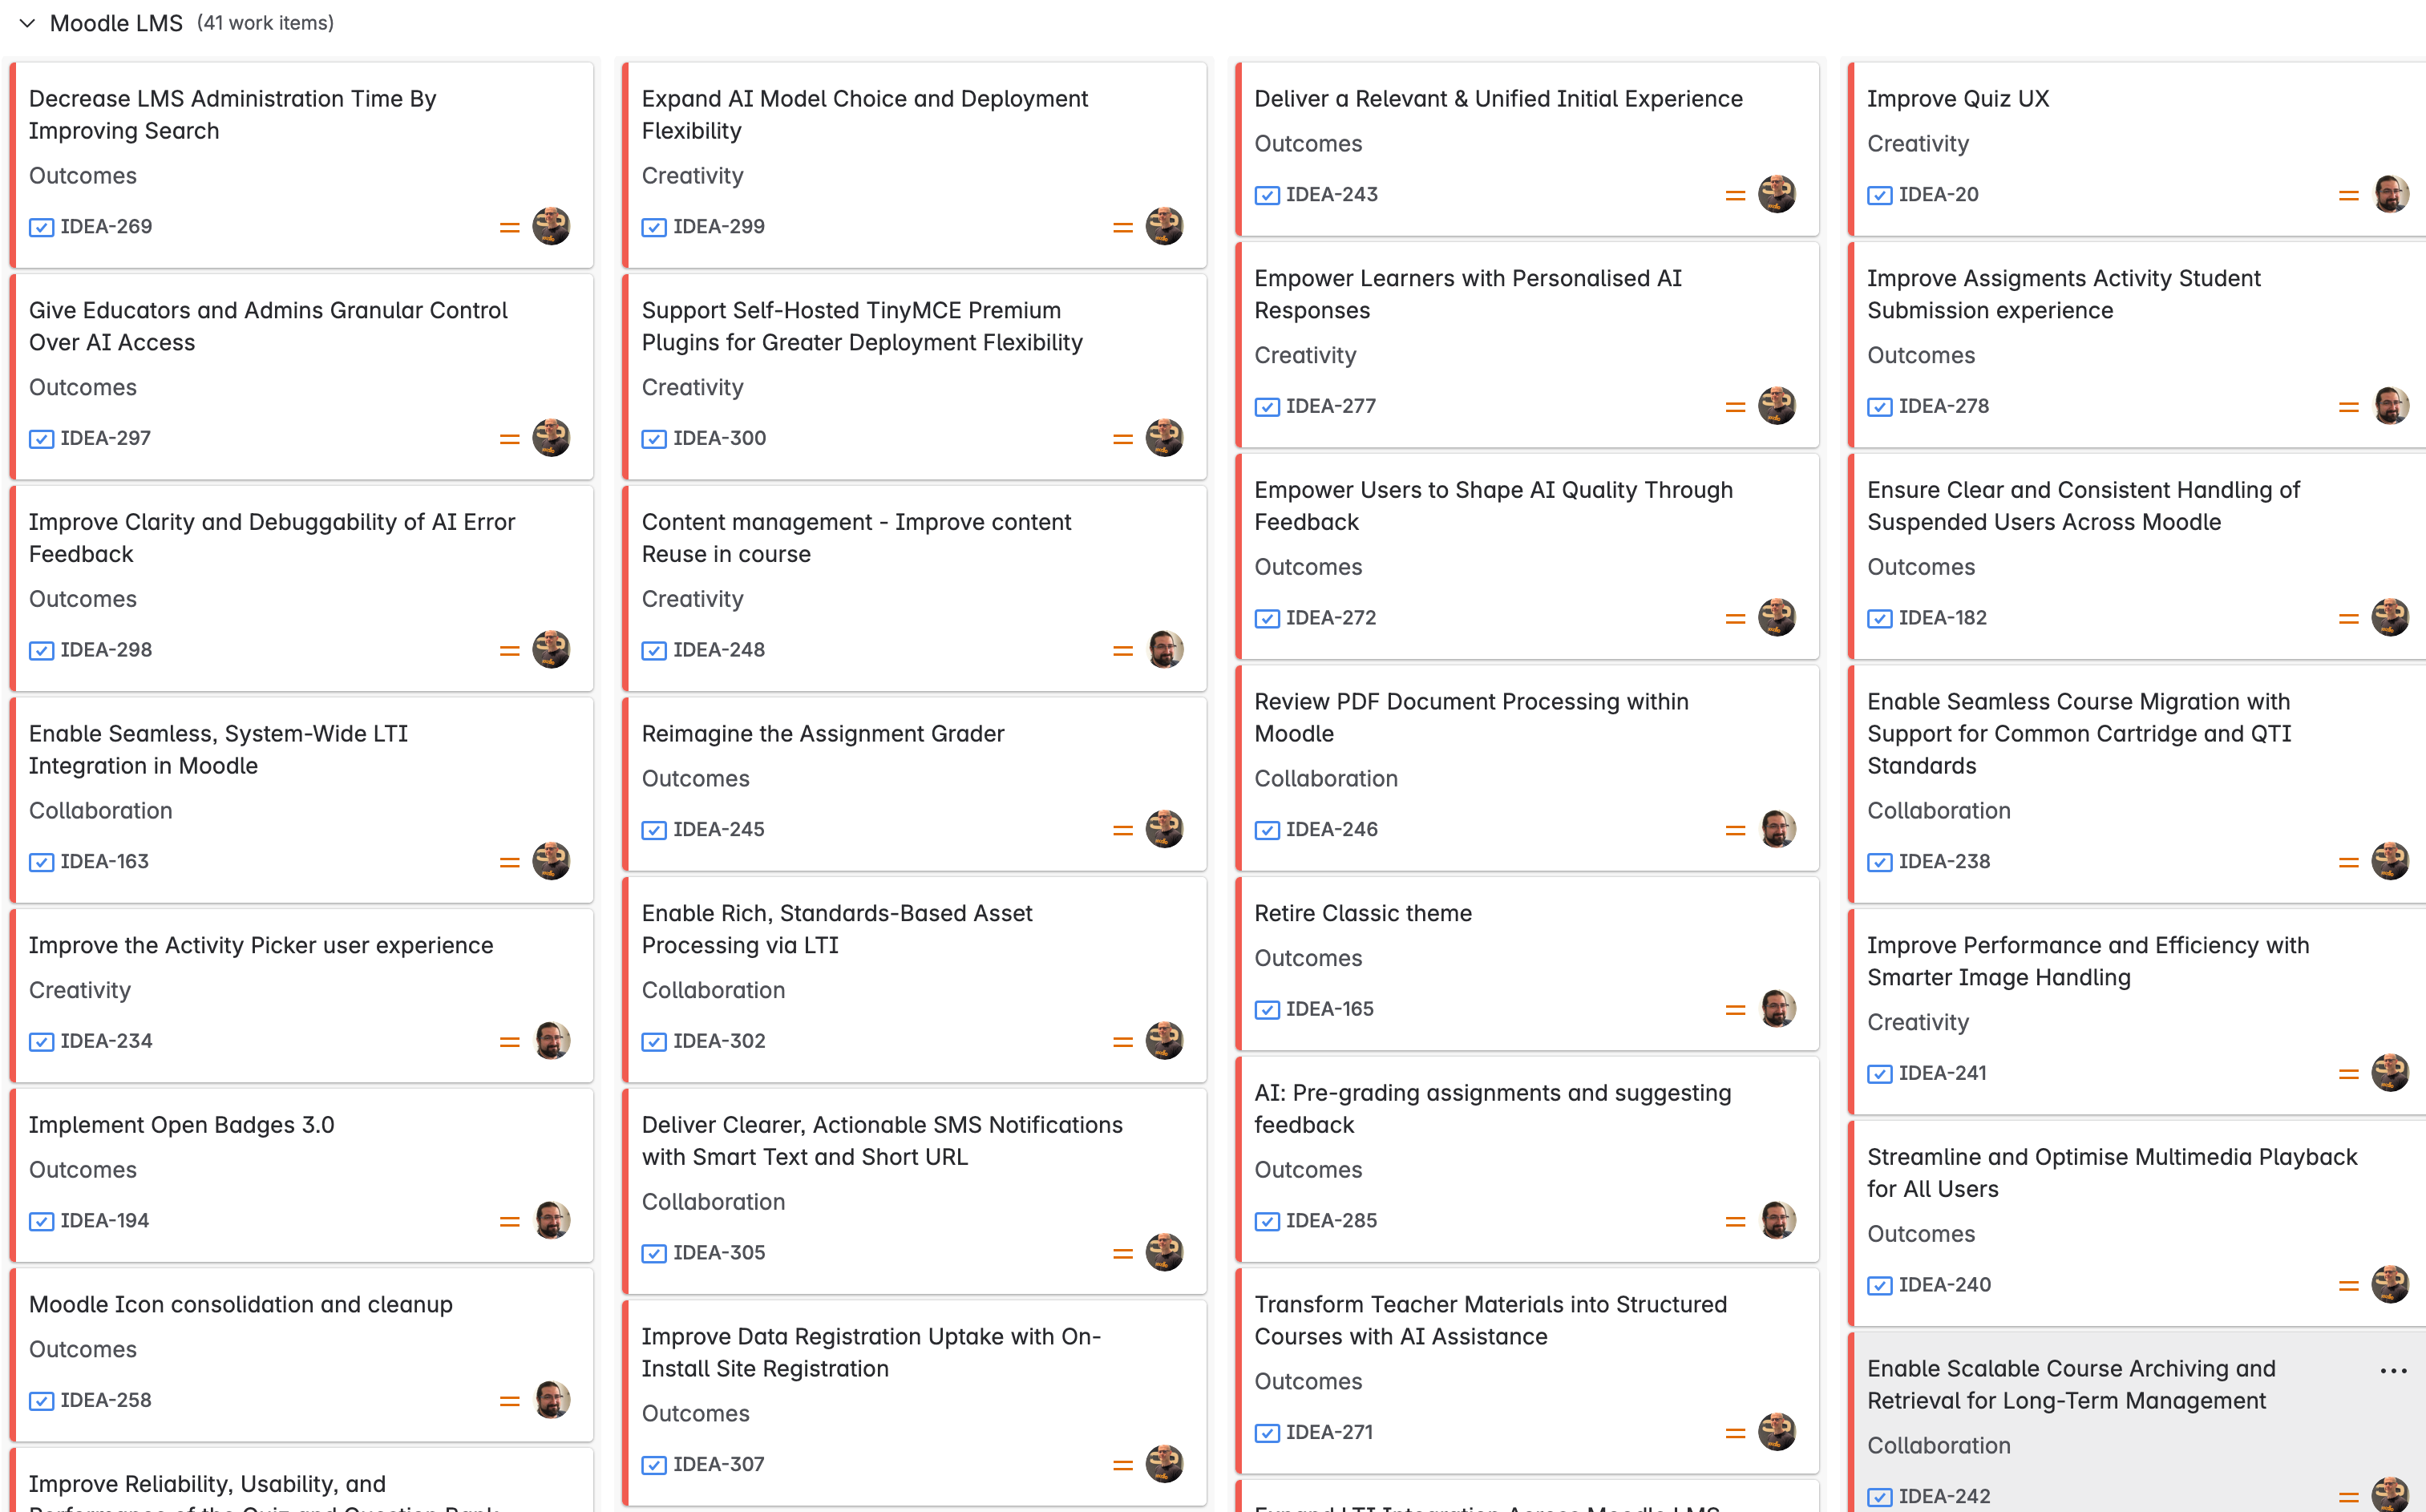 Moodle LMS (41 work items)
Decrease LMS Administration Time By
Improving Search
Outcomes
IDEA-269
Give Educators and Admins Granular Control
Over AI Access
Outcomes
IDEA-297
Improve Clarity and Debuggability of AI Error
Feedback
Outcomes
IDEA-298
Enable Seamless, System-Wide LTI
Integration in Moodle
Collaboration
IDEA-163
Improve the Activity Picker user experience
Creativity
IDEA-234
Implement Open Badges 3.0
Outcomes
IDEA-194
Moodle Icon consolidation and cleanup
Outcomes
IDEA-258
Improve Reliability, Usability, and
Performance of the Quiz and Question Bank
Expand AI Model Choice and Deployment
Flexibility
Creativity
IDEA-299
Support Self-Hosted TinyMCE Premium
Plugins for Greater Deployment Flexibility
Creativity
IDEA-300
Content management - Improve content
Reuse in course
Creativity
IDEA-248
Reimagine the Assignment Grader
Outcomes
IDEA-245
Enable Rich, Standards-Based Asset
Processing via LTI
Collaboration
IDEA-302
Deliver Clearer, Actionable SMS Notifications
with Smart Text and Short URL
Collaboration
IDEA-305
Improve Data Registration Uptake with On-
Install Site Registration
Outcomes
IDEA-307
Deliver a Relevant & Unified Initial Experience
Outcomes
IDEA-243
Empower Learners with Personalised AI
Responses
Creativity
IDEA-277
Empower Users to Shape AI Quality Through
Feedback
Outcomes
IDEA-272
Review PDF Document Processing within
Moodle
Collaboration
IDEA-246
Retire Classic theme
Outcomes
IDEA-165
AI: Pre-grading assignments and suggesting
feedback
Outcomes
IDEA-285
Transform Teacher Materials into Structured
Courses with AI Assistance
Outcomes
IDEA-271
Expand LTI Integration Across Moodle LMS
Improve Quiz UX
Creativity
IDEA-20
Improve Assigments Activity Student
Submission experience
Outcomes
IDEA-278
Ensure Clear and Consistent Handling of
Suspended Users Across Moodle
Outcomes
IDEA-182
Enable Seamless Course Migration with
Support for Common Cartridge and QTI
Standards
Collaboration
IDEA-238
Improve Performance and Efficiency with
Smarter Image Handling
Creativity
IDEA-241
Streamline and Optimise Multimedia Playback
for All Users
Outcomes
IDEA-240
Enable Scalable Course Archiving and
Retrieval for Long-Term Management
Collaboration
IDEA-242